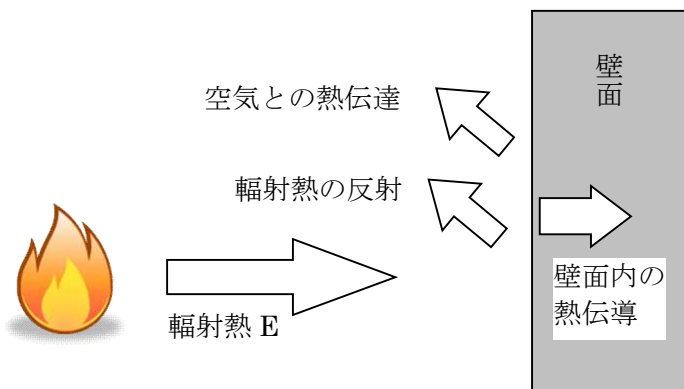 壁面
空気との熱伝達
輻射熱の反射
輻射熱 E
壁面内の
熱伝導